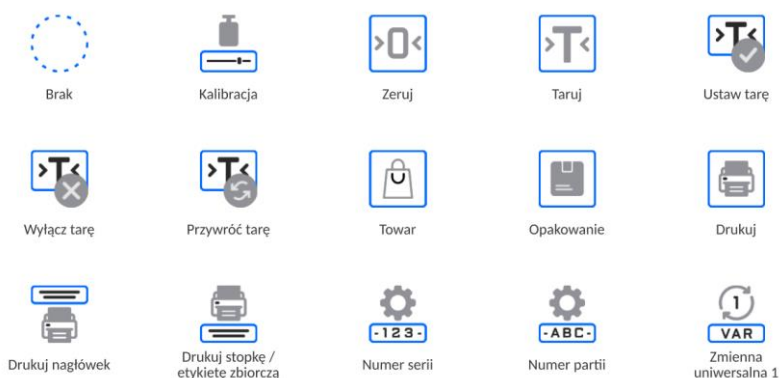 Brak
Kalibracja
>0<
Zeruj
>T<
Taruj
>T<
Ustaw tarę
>T<
Wyłącz tarę
>T<
Przywróć tarę
Towar
Opakowanie
Drukuj
Drukuj nagłówek
Drukuj stopkę /
etykietę zbiorczą
-123-
Numer serii
-ABC-
Numer partii
1
VAR
Zmienna
uniwersalna 1